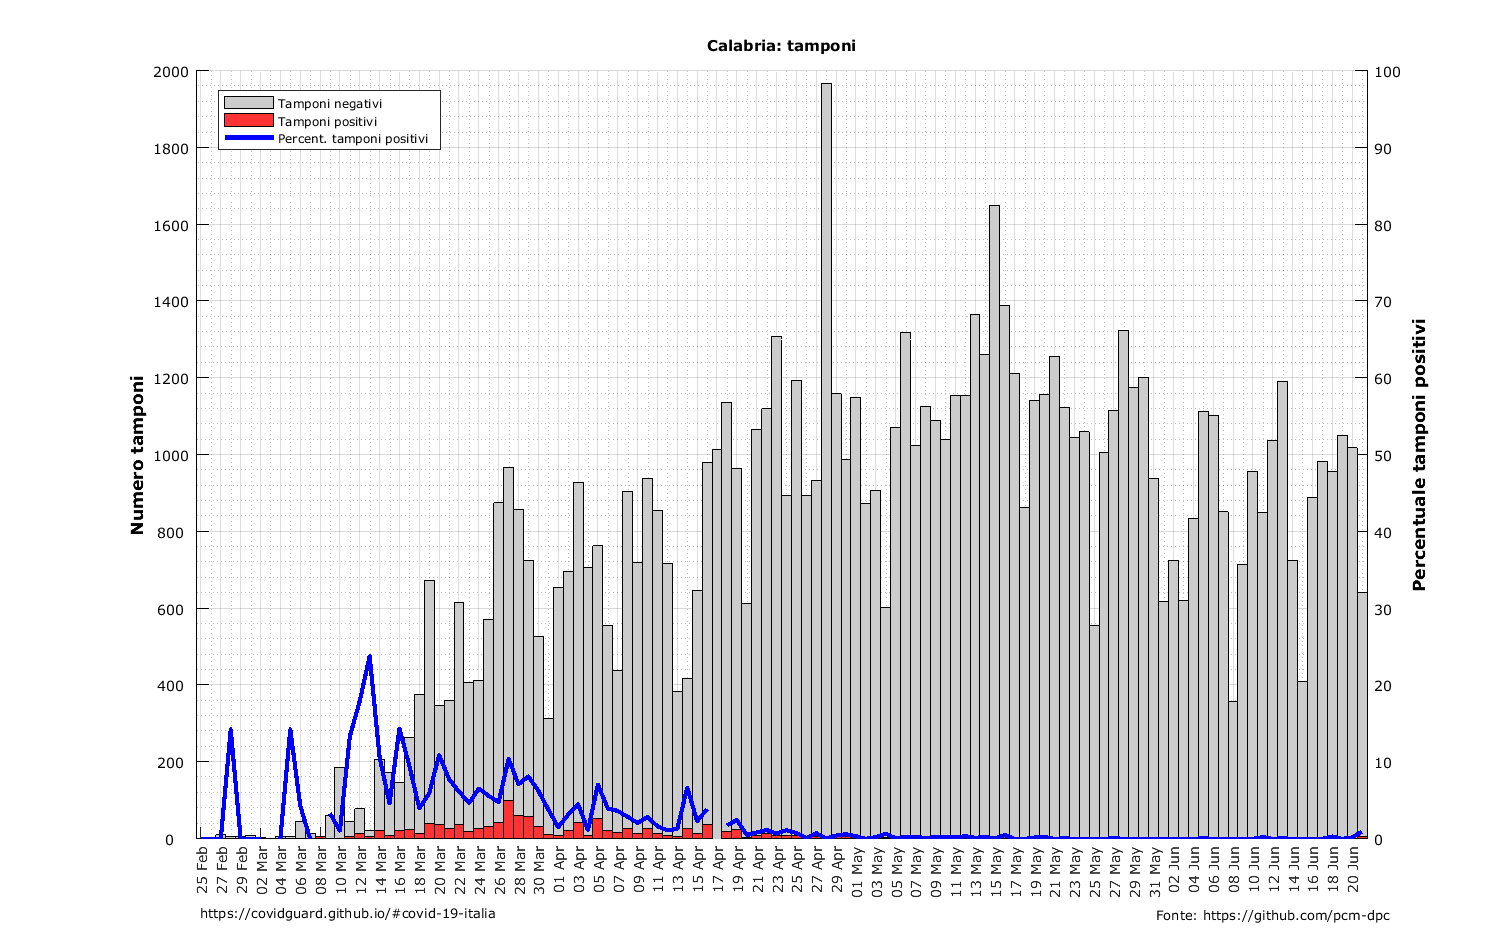 Calabria: tamponi
Tamponi negativi
Tamponi positivi
Percent. tamponi positivi
Numero tamponi
2000
1800
1600
1400
1200
1000
800
600
400
200
0
Percentuale tamponi positivi
100
90
80
70
60
50
40
30
20
10
0
25 Feb
27 Feb
29 Feb
02 Mar
04 Mar
06 Mar
08 Mar
10 Mar
12 Mar
14 Mar
16 Mar
18 Mar
20 Mar
22 Mar
24 Mar
26 Mar
28 Mar
30 Mar
01 Apr
03 Apr
05 Apr
07 Apr
09 Apr
11 Apr
13 Apr
15 Apr
17 Apr
19 Apr
21 Apr
23 Apr
25 Apr
27 Apr
29 Apr
01 May
03 May
05 May
07 May
09 May
11 May
13 May
15 May
17 May
19 May
21 May
23 May
25 May
27 May
29 May
31 May
02 Jun
04 Jun
06 Jun
08 Jun
10 Jun
12 Jun
14 Jun
16 Jun
18 Jun
20 Jun
https://covidguard.github.io/#covid-19-italia
Fonte: https://github.com/pcm-dpc